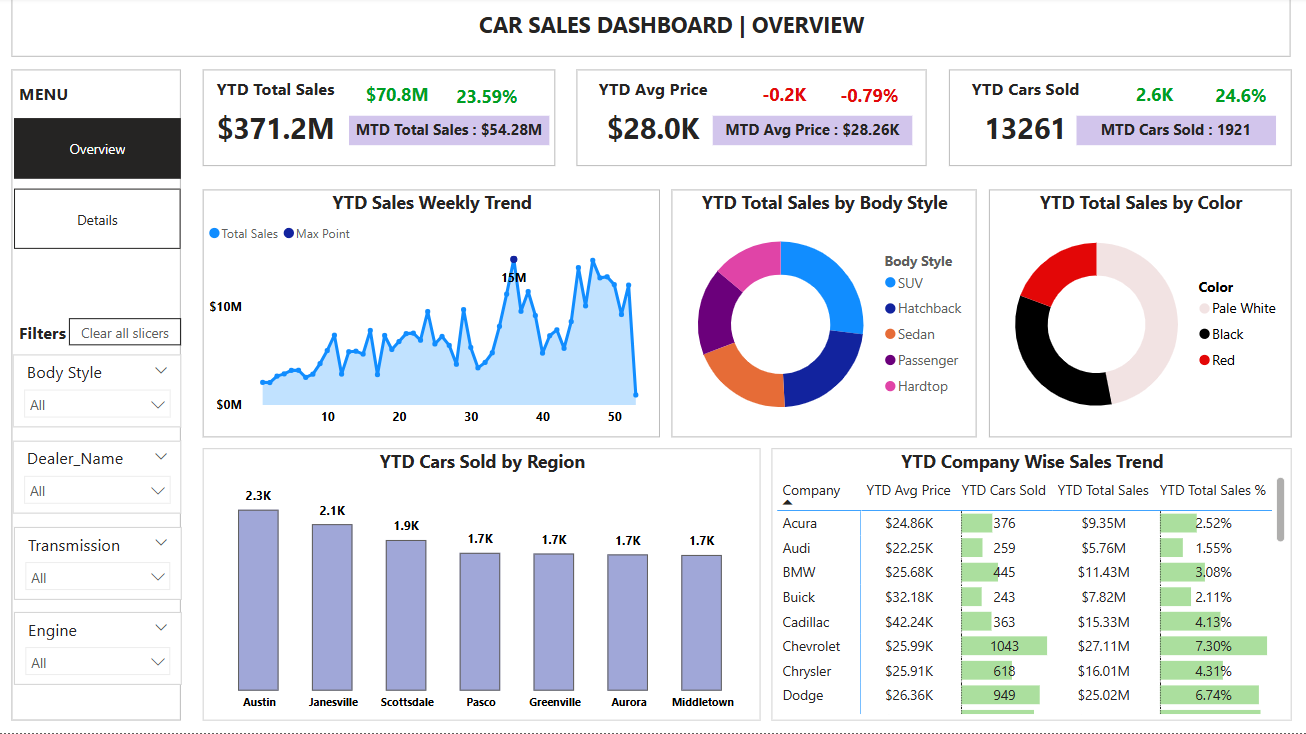 CAR SALES DASHBOARD | OVERVIEW
MENU
Overview
Details
Filters Clear all slicers
Body Style
All
Dealer_Name
All
Transmission
All
Engine
All
YTD Total Sales $70.8M 23.59%
$371.2M MTD Total Sales : $54.28M
YTD Avg Price -0.2K -0.79%
$28.0K MTD Avg Price : $28.26K
YTD Cars Sold 2.6K 24.6%
13261 MTD Cars Sold : 1921
YTD Sales Weekly Trend
Total Sales Max Point
15M
$10M
$0M
10 20 30 40 50
YTD Total Sales by Body Style
Body Style
SUV
Hatchback
Sedan
Passenger
Hardtop
YTD Total Sales by Color
Color
Pale White
Black
Red
YTD Cars Sold by Region
2.3K 2.1K 1.9K 1.7K 1.7K 1.7K 1.7K
Austin Janesville Scottsdale Pasco Greenville Aurora Middletown
YTD Company Wise Sales Trend
Company YTD Avg Price YTD Cars Sold YTD Total Sales YTD Total Sales %
Acura $24.86K 376 $9.35M 2.52%
Audi $22.25K 259 $5.76M 1.55%
BMW $25.68K 445 $11.43M 3.08%
Buick $32.18K 243 $7.82M 2.11%
Cadillac $42.24K 363 $15.33M 4.13%
Chevrolet $25.99K 1043 $27.11M 7.30%
Chrysler $25.91K 618 $16.01M 4.31%
Dodge $26.36K 949 $25.02M 6.74%